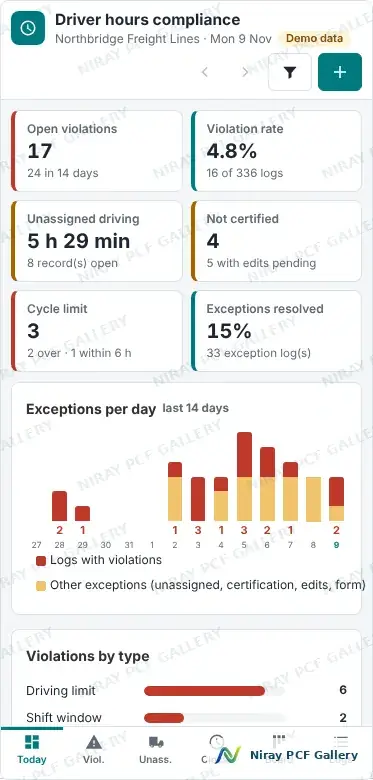 Driver hours compliance
Northbridge Freight Lines · Mon 9 Nov Demo data
Open violations
17
24 in 14 days
Violation rate
4.8%
16 of 336 logs
Unassigned driving
5 h 29 min
8 record(s) open
Not certified
4
5 with edits pending
Cycle limit
3
2 over · 1 within 6 h
Exceptions resolved
15%
33 exception log(s)
Exceptions per day last 14 days
2 1 1 3 1 3 2 1 2
27 28 29 30 31 1 2 3 4 5 6 7 8 9
Logs with violations
Other exceptions (unassigned, certification, edits, form)
Violations by type
Driving limit 6
Shift window 2
Today Viol. Unass.
Niray PCF Gallery
NIRAY PCF GALLERY